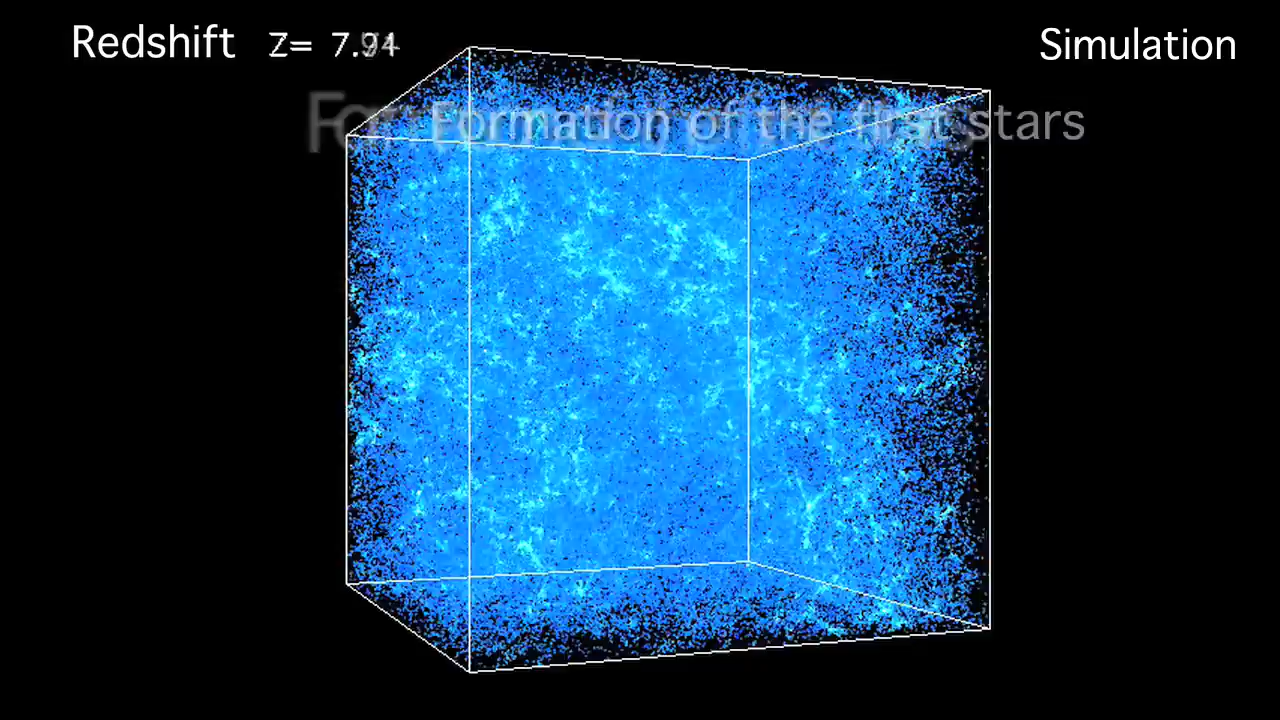 Redshift Z= 7.94 Simulation
Formation of the first stars